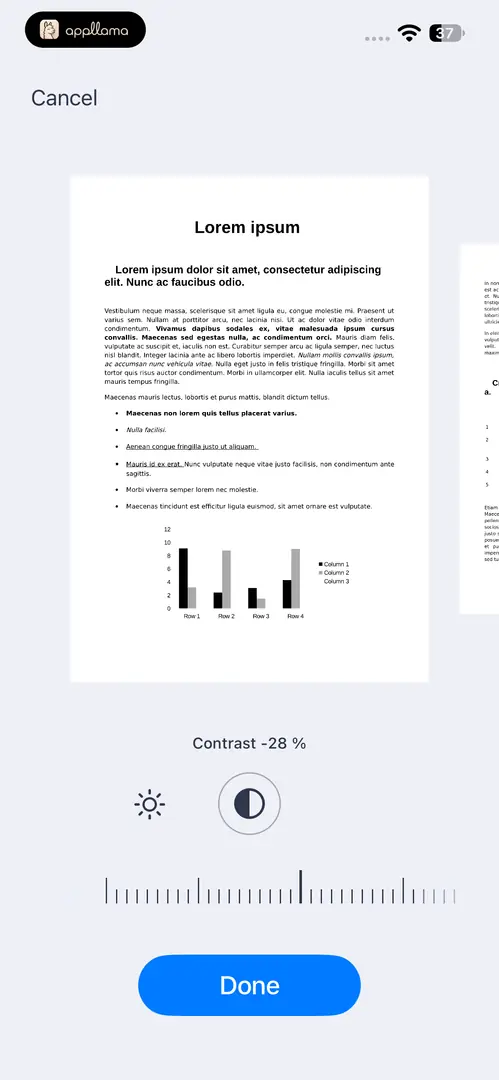 appllama
37
Cancel
Lorem ipsum
Lorem ipsum dolor sit amet, consectetur adipiscing
elit. Nunc ac faucibus odio.
Vestibulum neque massa, scelerisque sit amet ligula eu, congue molestie mi. Praesent ut
varius sem. Nullam at porttitor arcu, nec lacinia nisi. Ut ac dolor vitae odio interdum
condimentum. Vivamus dapibus sodales ex, vitae malesuada ipsum cursus
convallis. Maecenas sed egestas nulla, ac condimentum orci. Mauris diam felis,
vulputate ac suscipit et, iaculis non est. Curabitur semper arcu ac ligula semper, nec luctus
nisl blandit. Integer lacinia ante ac libero lobortis imperdiet. Nullam mollis convallis ipsum,
ac accumsan nunc vehicula vitae. Nulla eget justo in felis tristique fringilla. Morbi sit amet
tortor quis risus auctor condimentum. Morbi in ullamcorper elit. Nulla iaculis tellus sit amet
mauris tempus fringilla.
Maecenas mauris lectus, lobortis et purus mattis, blandit dictum tellus.
• Maecenas non lorem quis tellus placerat varius.
• Nulla facilisi.
• Aenean congue fringilla justo ut aliquam.
• Mauris id ex erat. Nunc vulputate neque vitae justo facilisis, non condimentum ante
sagittis.
• Morbi viverra semper lorem nec molestie.
• Maecenas tincidunt est efficitur ligula euismod, sit amet ornare est vulputate.
12
10
8
6
4
2
0
Row 1 Row 2 Row 3 Row 4
Column 1
Column 2
Column 3
a.
1
2
3
4
5
Etiam
Contrast -28 %
Done